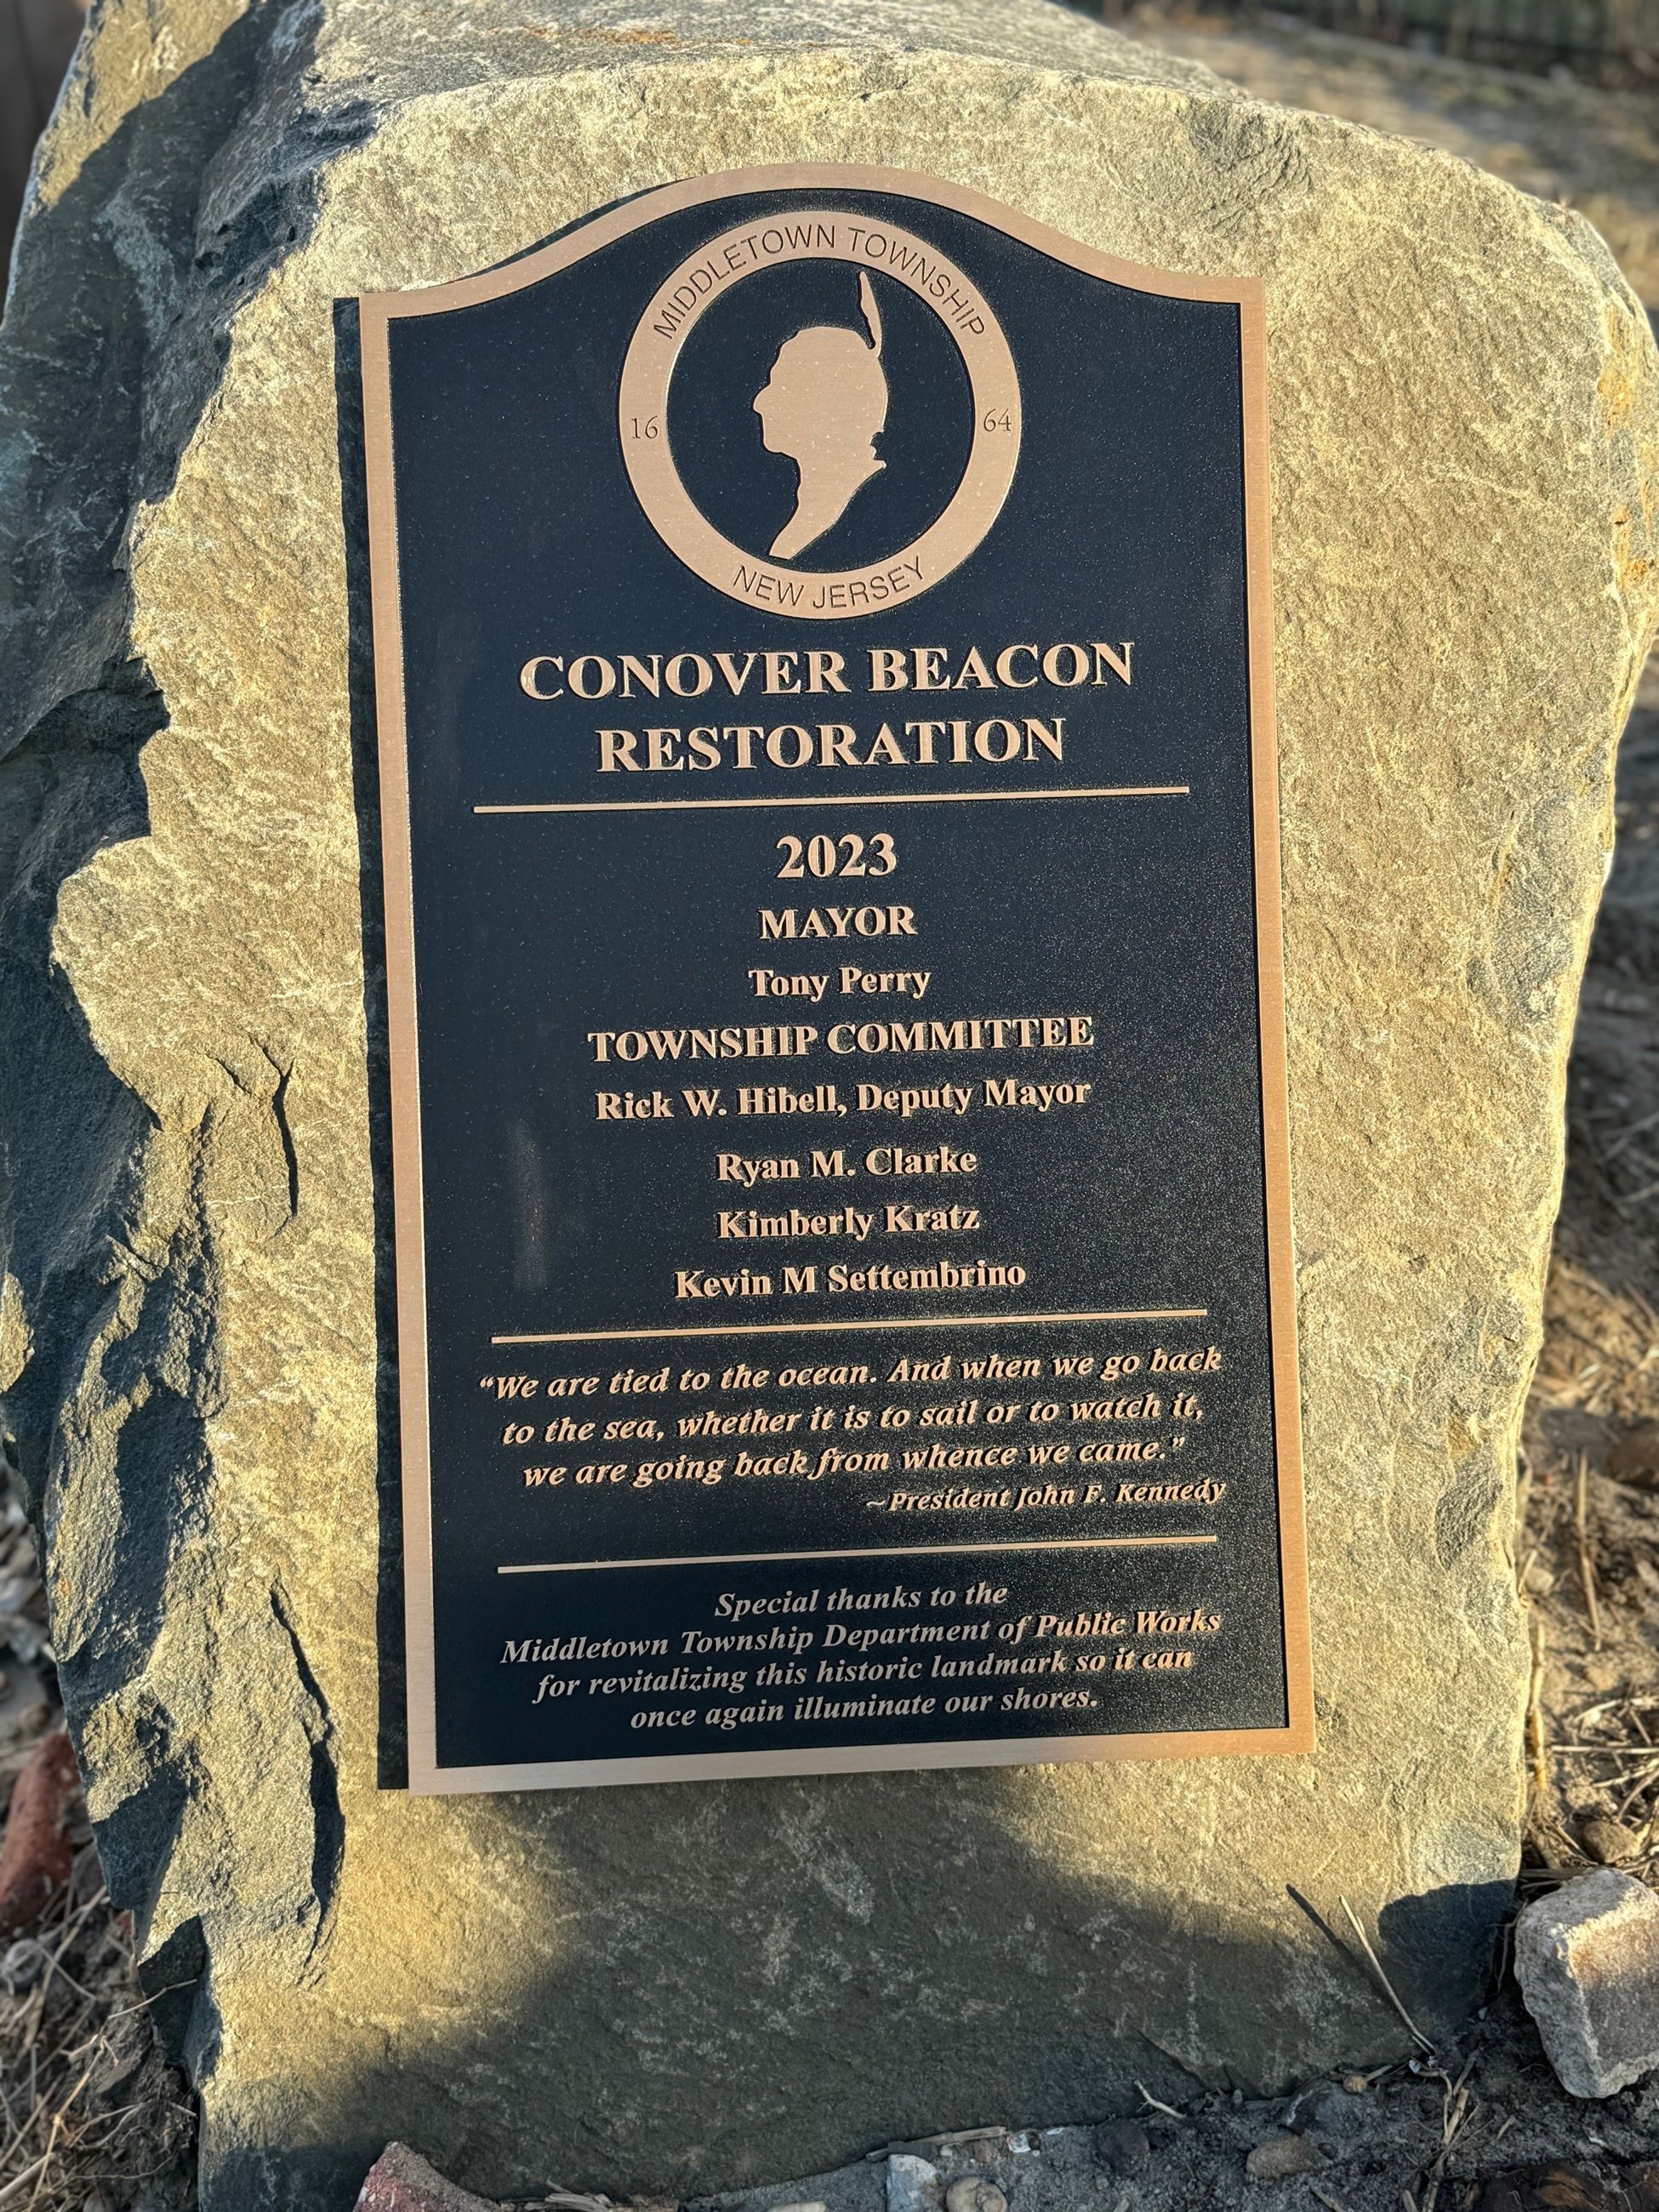 MIDDLETOWN TOWNSHIP
16 64
NEW JERSEY
CONOVER BEACON
RESTORATION
2023
MAYOR
Tony Perry
TOWNSHIP COMMITTEE
Rick W. Hibell, Deputy Mayor
Ryan M. Clarke
Kimberly Kratz
Kevin M Settembrino
“We are tied to the ocean. And when we go back
to the sea, whether it is to sail or to watch it,
we are going back from whence we came.”
~President John F. Kennedy
Special thanks to the
Middletown Township Department of Public Works
for revitalizing this historic landmark so it can
once again illuminate our shores.